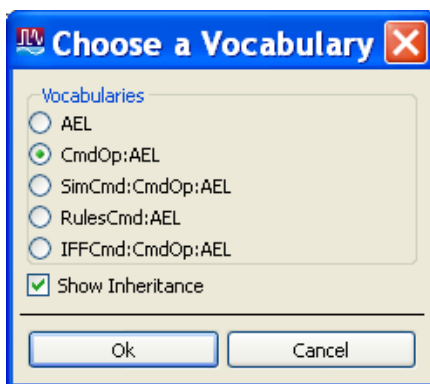 Choose a Vocabulary
Vocabularies
AEL
CmdOp:AEL
SimCmd:CmdOp:AEL
RulesCmd:AEL
IFFCmd:CmdOp:AEL
Show Inheritance
Ok Cancel